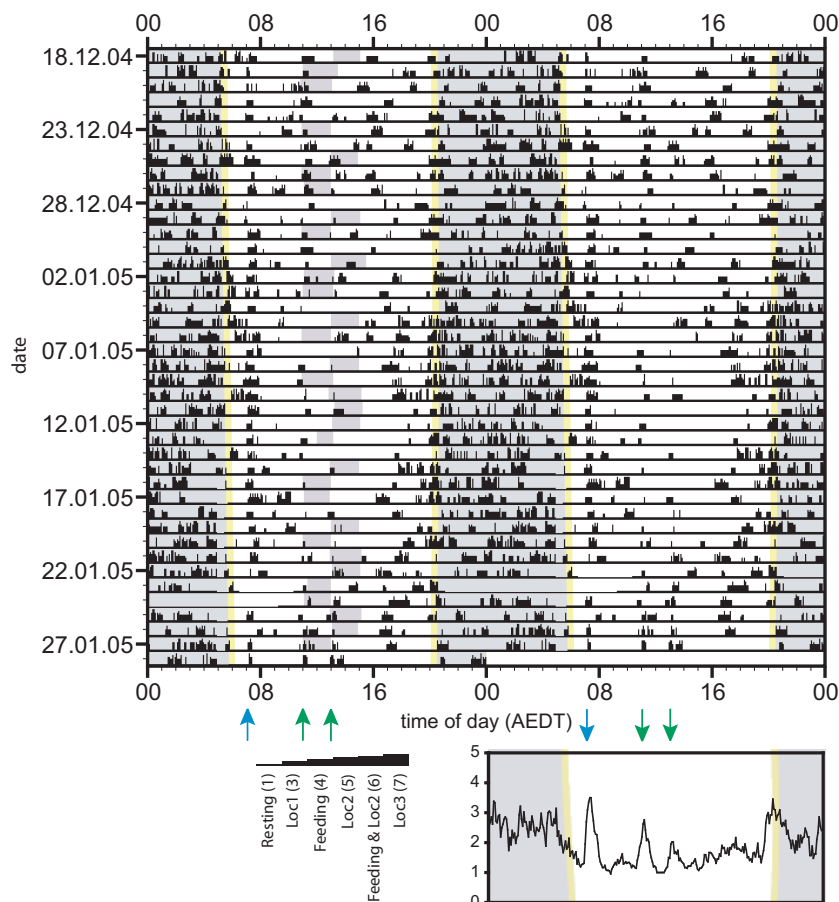 00 08 16 00 08 16 00
18.12.04
23.12.04
28.12.04
02.01.05
07.01.05
12.01.05
17.01.05
22.01.05
27.01.05
date
00 08 16 00 08 16 00
time of day (AEDT)
Resting (1)
Loc1 (3)
Feeding (4)
Loc2 (5)
Feeding & Loc2 (6)
Loc3 (7)
5
4
3
2
1
0